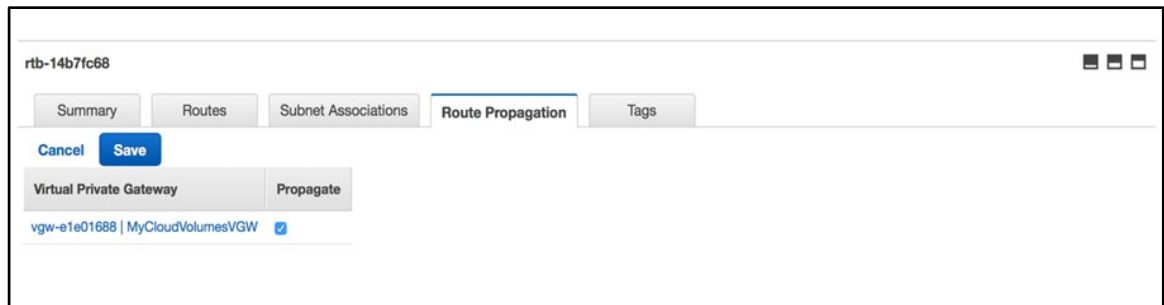 rtb-14b7fc68
Summary Routes Subnet Associations Route Propagation Tags
Cancel Save
Virtual Private Gateway Propagate
vgw-e1e01688 | MyCloudVolumesVGW